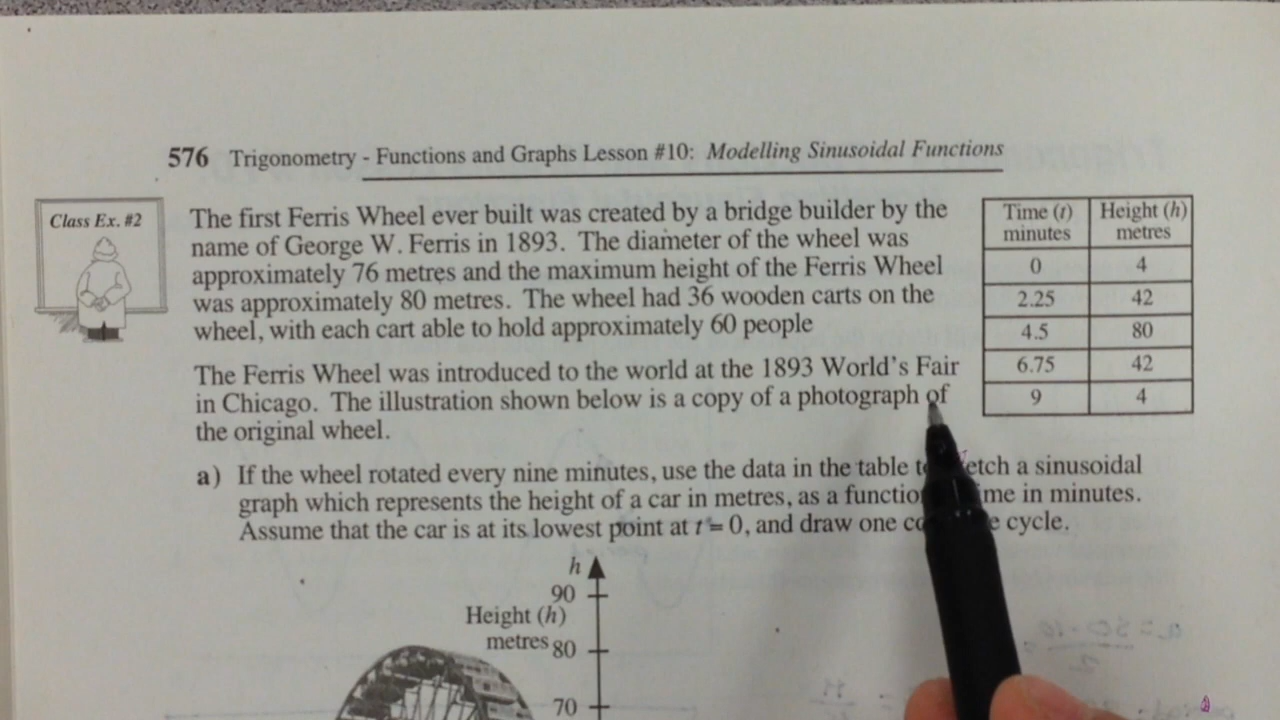 576 Trigonometry - Functions and Graphs Lesson #10: Modelling Sinusoidal Functions
Class Ex. #2
The first Ferris Wheel ever built was created by a bridge builder by the
name of George W. Ferris in 1893. The diameter of the wheel was
approximately 76 metres and the maximum height of the Ferris Wheel
was approximately 80 metres. The wheel had 36 wooden carts on the
wheel, with each cart able to hold approximately 60 people
The Ferris Wheel was introduced to the world at the 1893 World's Fair
in Chicago. The illustration shown below is a copy of a photograph of
the original wheel.
Time (t) minutes Height (h) metres
0 4
2.25 42
4.5 80
6.75 42
9 4
a) If the wheel rotated every nine minutes, use the data in the table a sinusoidal
graph which represents the height of a car in metres, as a in minutes.
Assume that the car is at its lowest point at t = 0, and draw one cycle.
h
90
Height (h)
metres 80
70